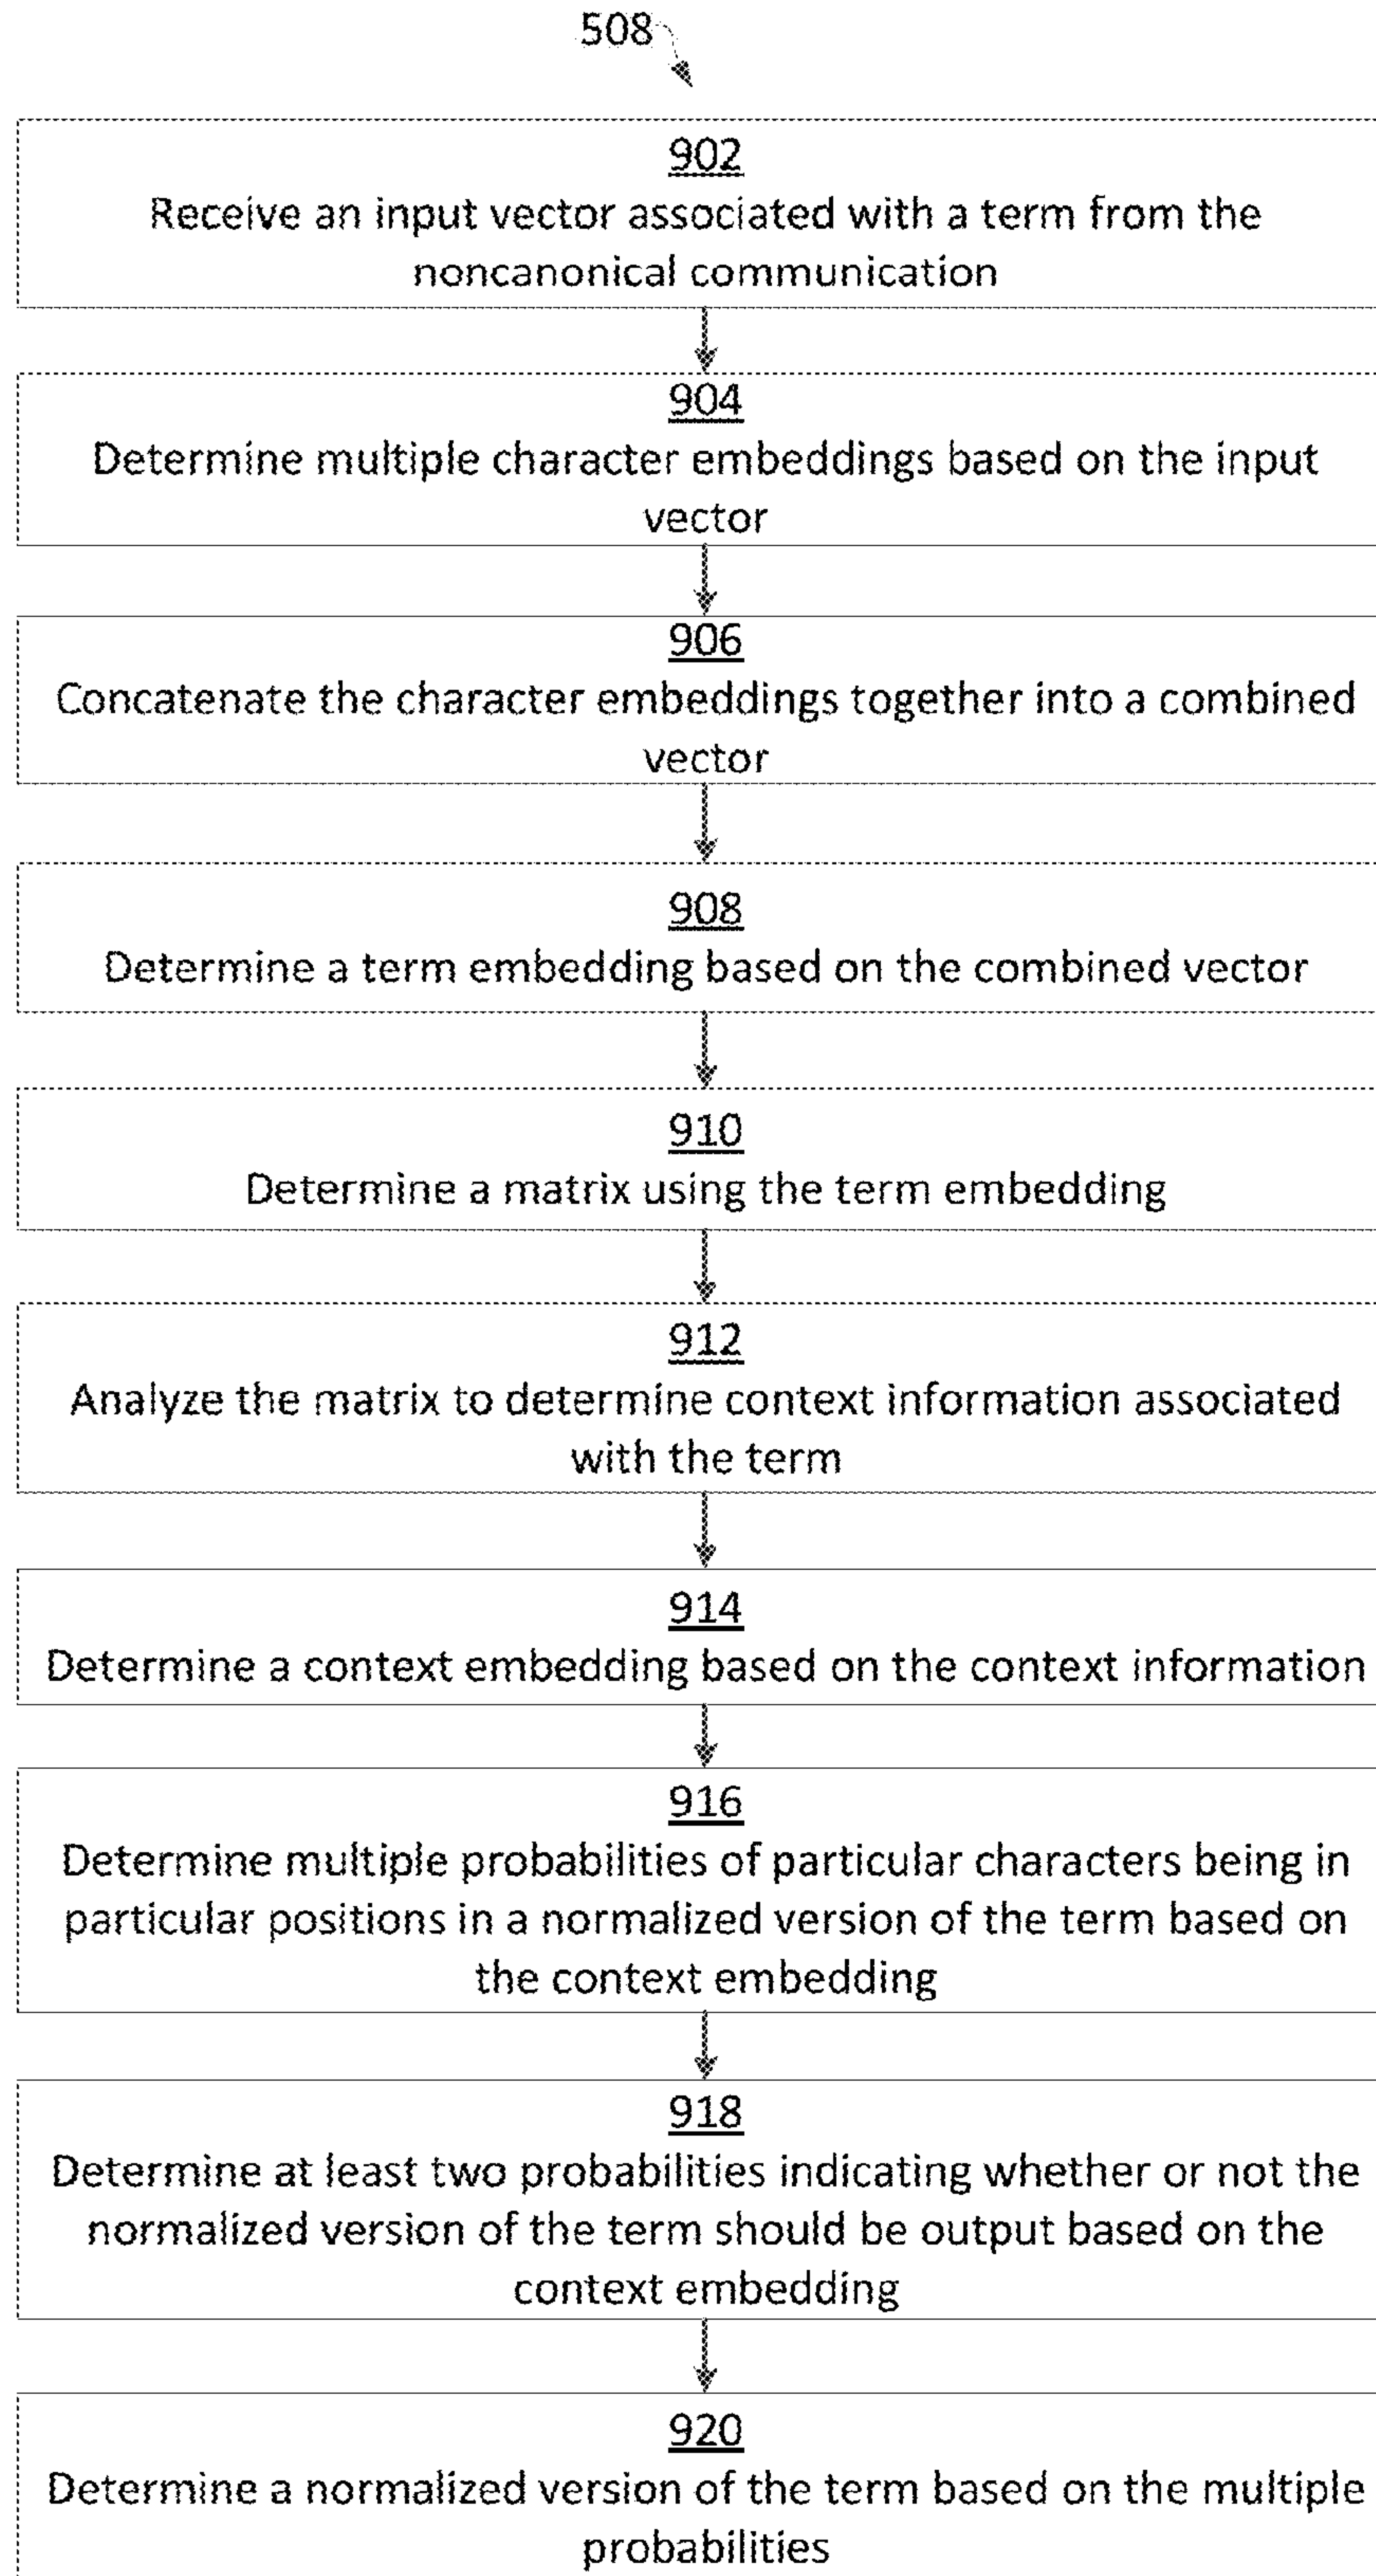 508
902
Receive an input vector associated with a term from the
noncanonical communication
904
Determine multiple character embeddings based on the input
vector
906
Concatenate the character embeddings together into a combined
vector
908
Determine a term embedding based on the combined vector
910
Determine a matrix using the term embedding
912
Analyze the matrix to determine context information associated
with the term
914
Determine a context embedding based on the context information
916
Determine multiple probabilities of particular characters being in
particular positions in a normalized version of the term based on
the context embedding
918
Determine at least two probabilities indicating whether or not the
normalized version of the term should be output based on the
context embedding
920
Determine a normalized version of the term based on the multiple
probabilities